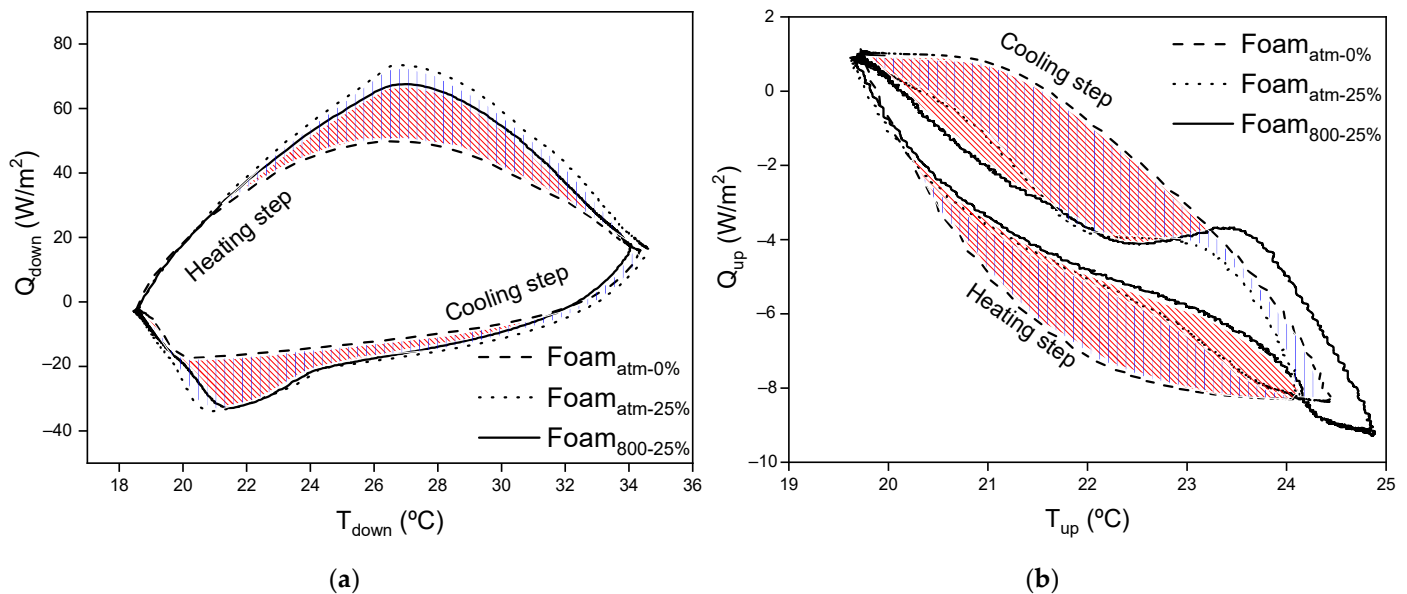 80
60
40
20
0
−20
−40
18
20
22
24
26
28
30
32
34
36
Q_down (W/m²)
T_down (ºC)
Heating step
Cooling step
Foam_atm-0%
Foam_atm-25%
Foam_800-25%
(a)
2
0
−2
−4
−6
−8
−10
19
20
21
22
23
24
25
Q_up (W/m²)
T_up (ºC)
Cooling step
Heating step
Foam_atm-0%
Foam_atm-25%
Foam_800-25%
(b)